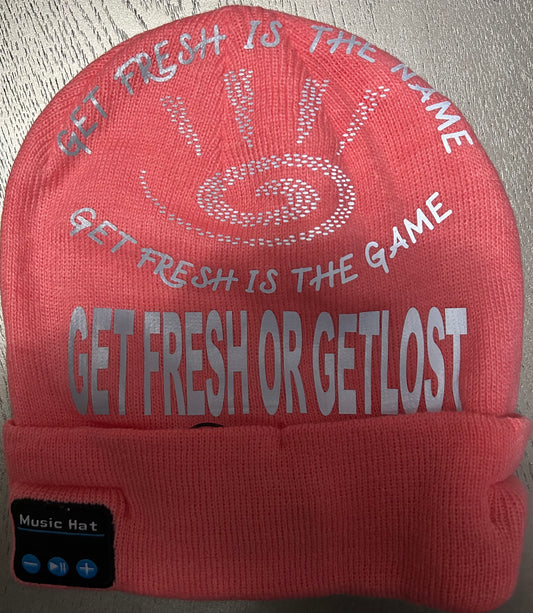 GET FRESH IS THE NAME
GET FRESH IS THE GAME
GET FRESH OR GETLOST
Music Hat